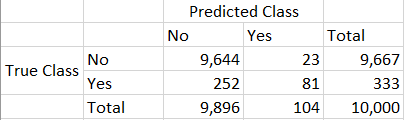 Predicted Class
No Yes Total
True Class No 9,644 23 9,667
Yes 252 81 333
Total 9,896 104 10,000